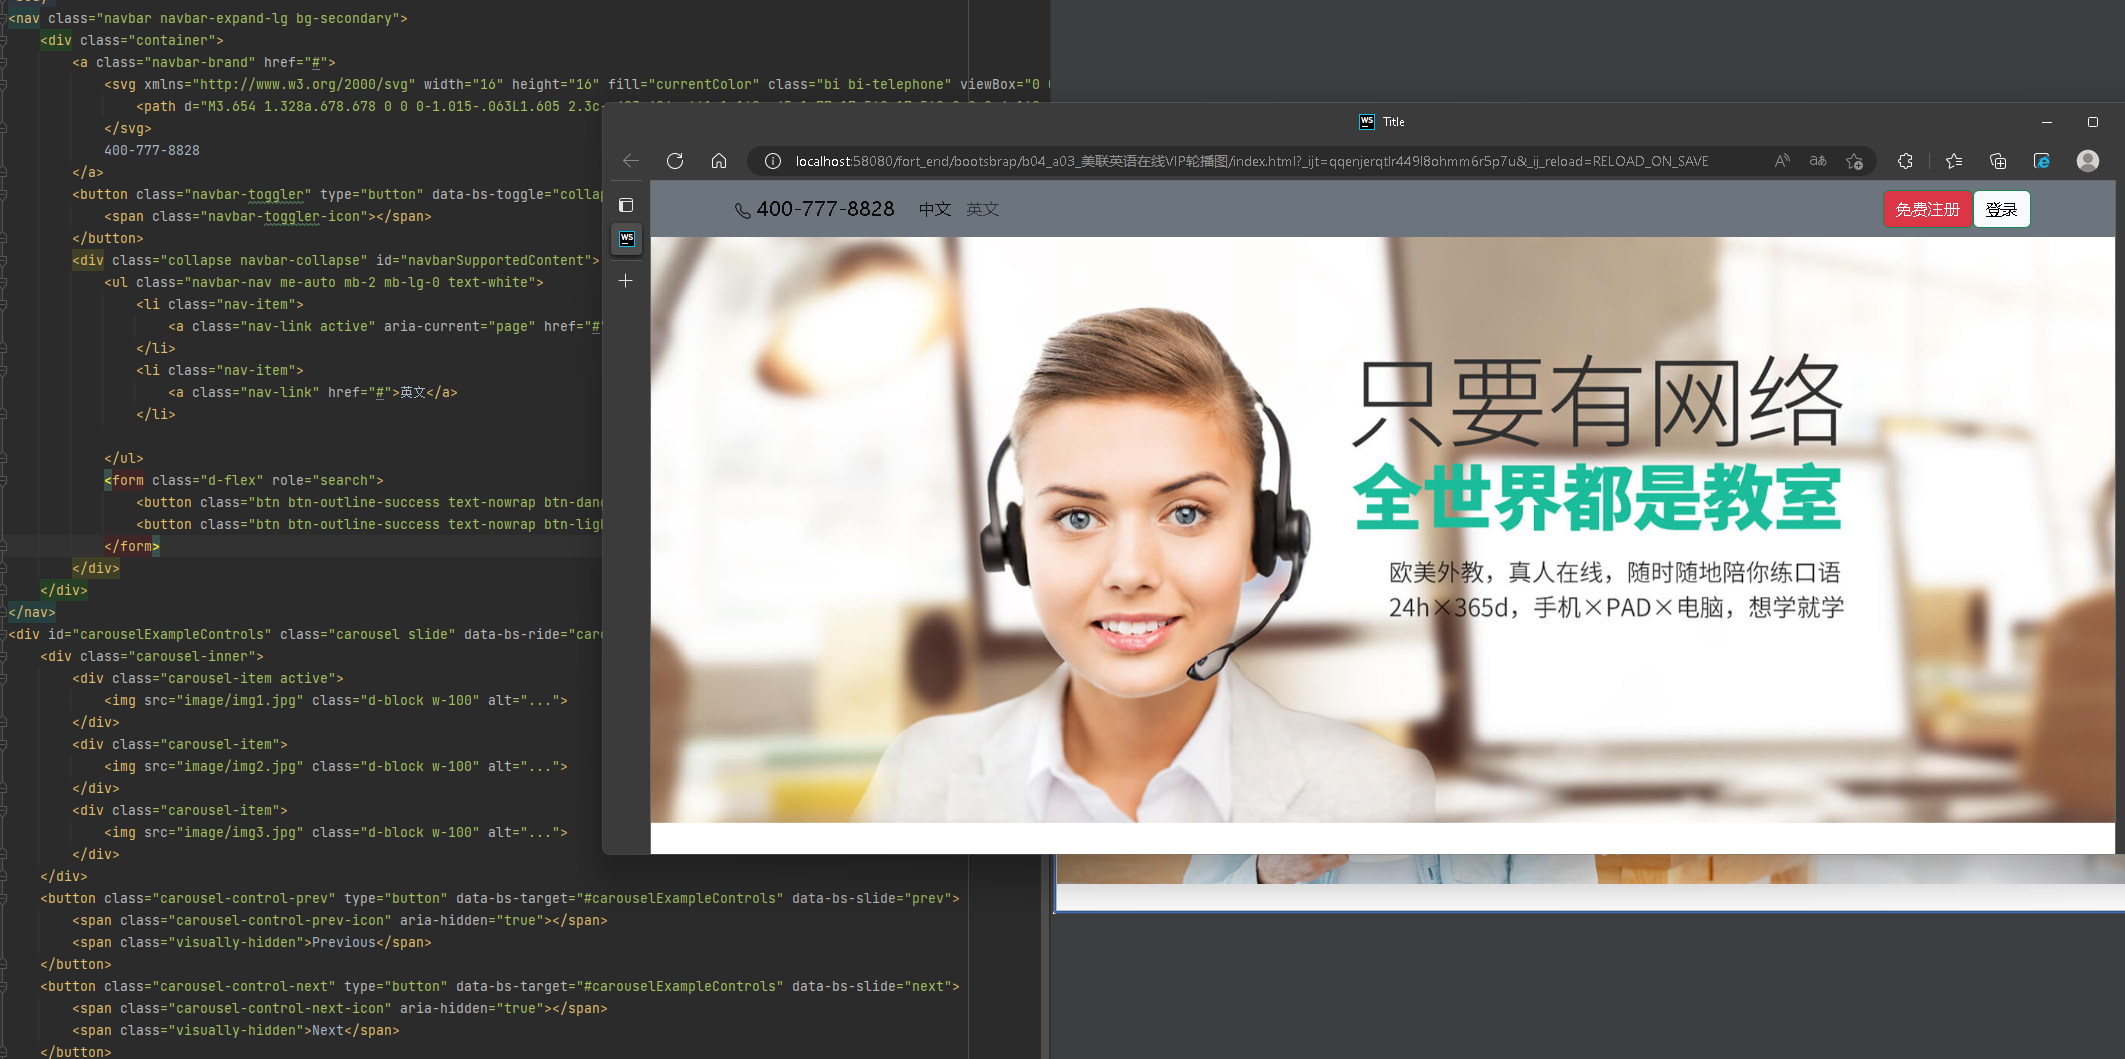 <nav class="navbar navbar-expand-lg bg-secondary">
<div class="container">
<a class="navbar-brand" href="#">
<svg xmlns="http://www.w3.org/2000/svg" width="16" height="16" fill="currentColor" class="bi bi-telephone" viewBox="0
<path d="M3.654 1.328a.678.678 0 0 0-1.015-.063L1.605 2.3c-
</svg>
400-777-8828
</a>
<button class="navbar-toggler" type="button" data-bs-toggle="collap
<span class="navbar-toggler-icon"></span>
</button>
<div class="collapse navbar-collapse" id="navbarSupportedContent">
<ul class="navbar-nav me-auto mb-2 mb-lg-0 text-white">
<li class="nav-item">
<a class="nav-link active" aria-current="page" href="#"
</li>
<li class="nav-item">
<a class="nav-link" href="#">英文</a>
</li>
</ul>
<form class="d-flex" role="search">
<button class="btn btn-outline-success text-nowrap btn-dang
<button class="btn btn-outline-success text-nowrap btn-ligh
</form>
</div>
</div>
</nav>
<div id="carouselExampleControls" class="carousel slide" data-bs-ride="caro
<div class="carousel-inner">
<div class="carousel-item active">
<img src="image/img1.jpg" class="d-block w-100" alt="...">
</div>
<div class="carousel-item">
<img src="image/img2.jpg" class="d-block w-100" alt="...">
</div>
<div class="carousel-item">
<img src="image/img3.jpg" class="d-block w-100" alt="...">
</div>
</div>
<button class="carousel-control-prev" type="button" data-bs-target="#carouselExampleControls" data-bs-slide="prev">
<span class="carousel-control-prev-icon" aria-hidden="true"></span>
<span class="visually-hidden">Previous</span>
</button>
<button class="carousel-control-next" type="button" data-bs-target="#carouselExampleControls" data-bs-slide="next">
<span class="carousel-control-next-icon" aria-hidden="true"></span>
<span class="visually-hidden">Next</span>
</button>
WS Title
localhost:58080/fort_end/bootsbrap/b04_a03_美联英语在线VIP轮播图/index.html?_ijt=qqenjerqtlr449l8ohmm6r5p7u&_ij_reload=RELOAD_ON_SAVE
WS
400-777-8828 中文 英文 免费注册 登录
只要有网络
全世界都是教室
欧美外教，真人在线，随时随地陪你练口语
24h×365d，手机×PAD×电脑，想学就学